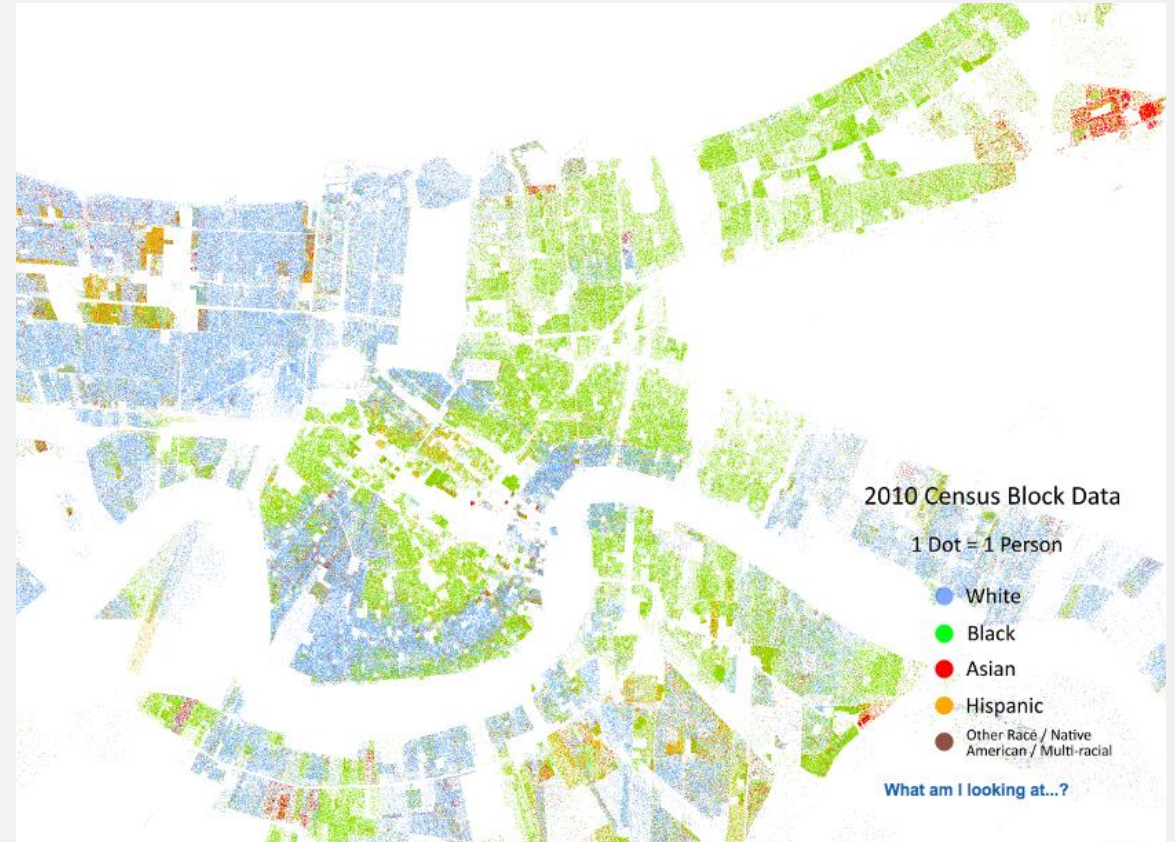 2010 Census Block Data
1 Dot = 1 Person
White
Black
Asian
Hispanic
Other Race / Native
American / Multi-racial
What am I looking at...?